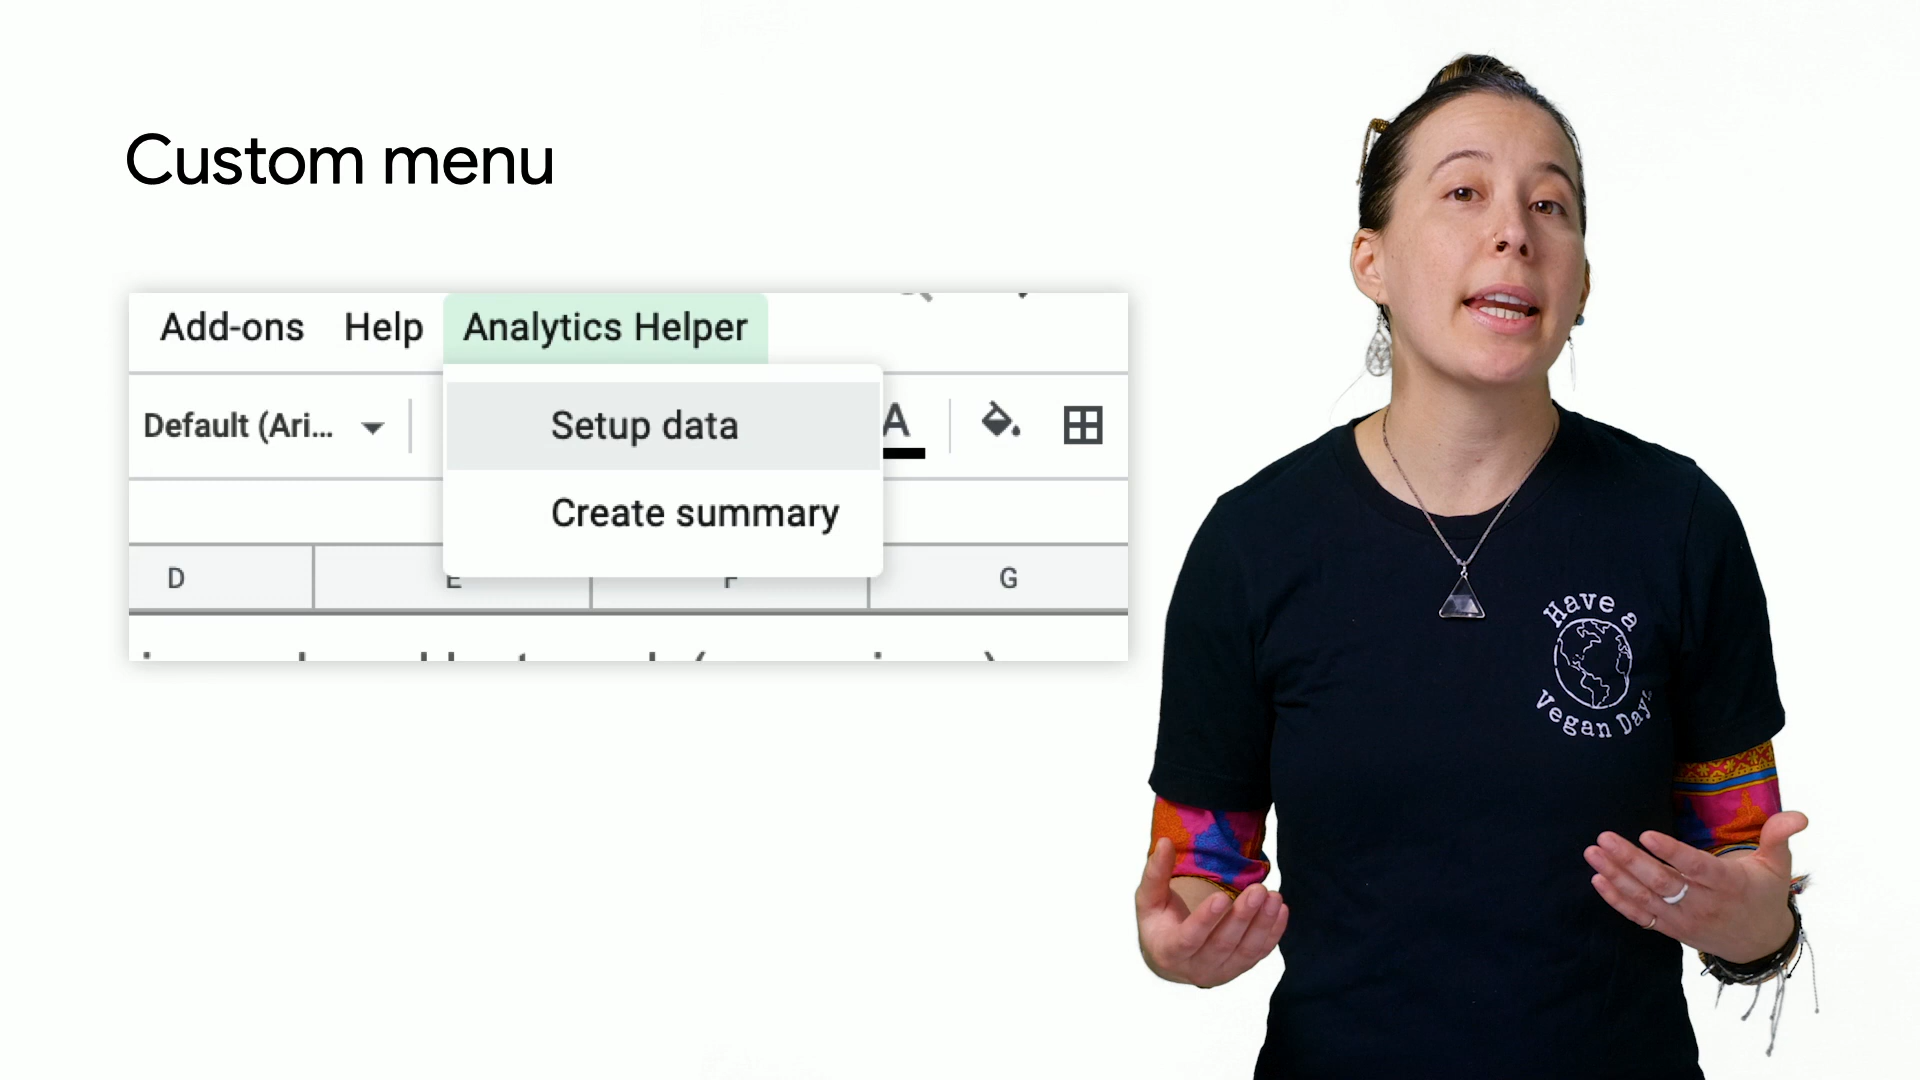 Custom menu
Add-ons Help Analytics Helper
Default (Ari... A
Setup data
Create summary
D E F G
Have a
Vegan Day!